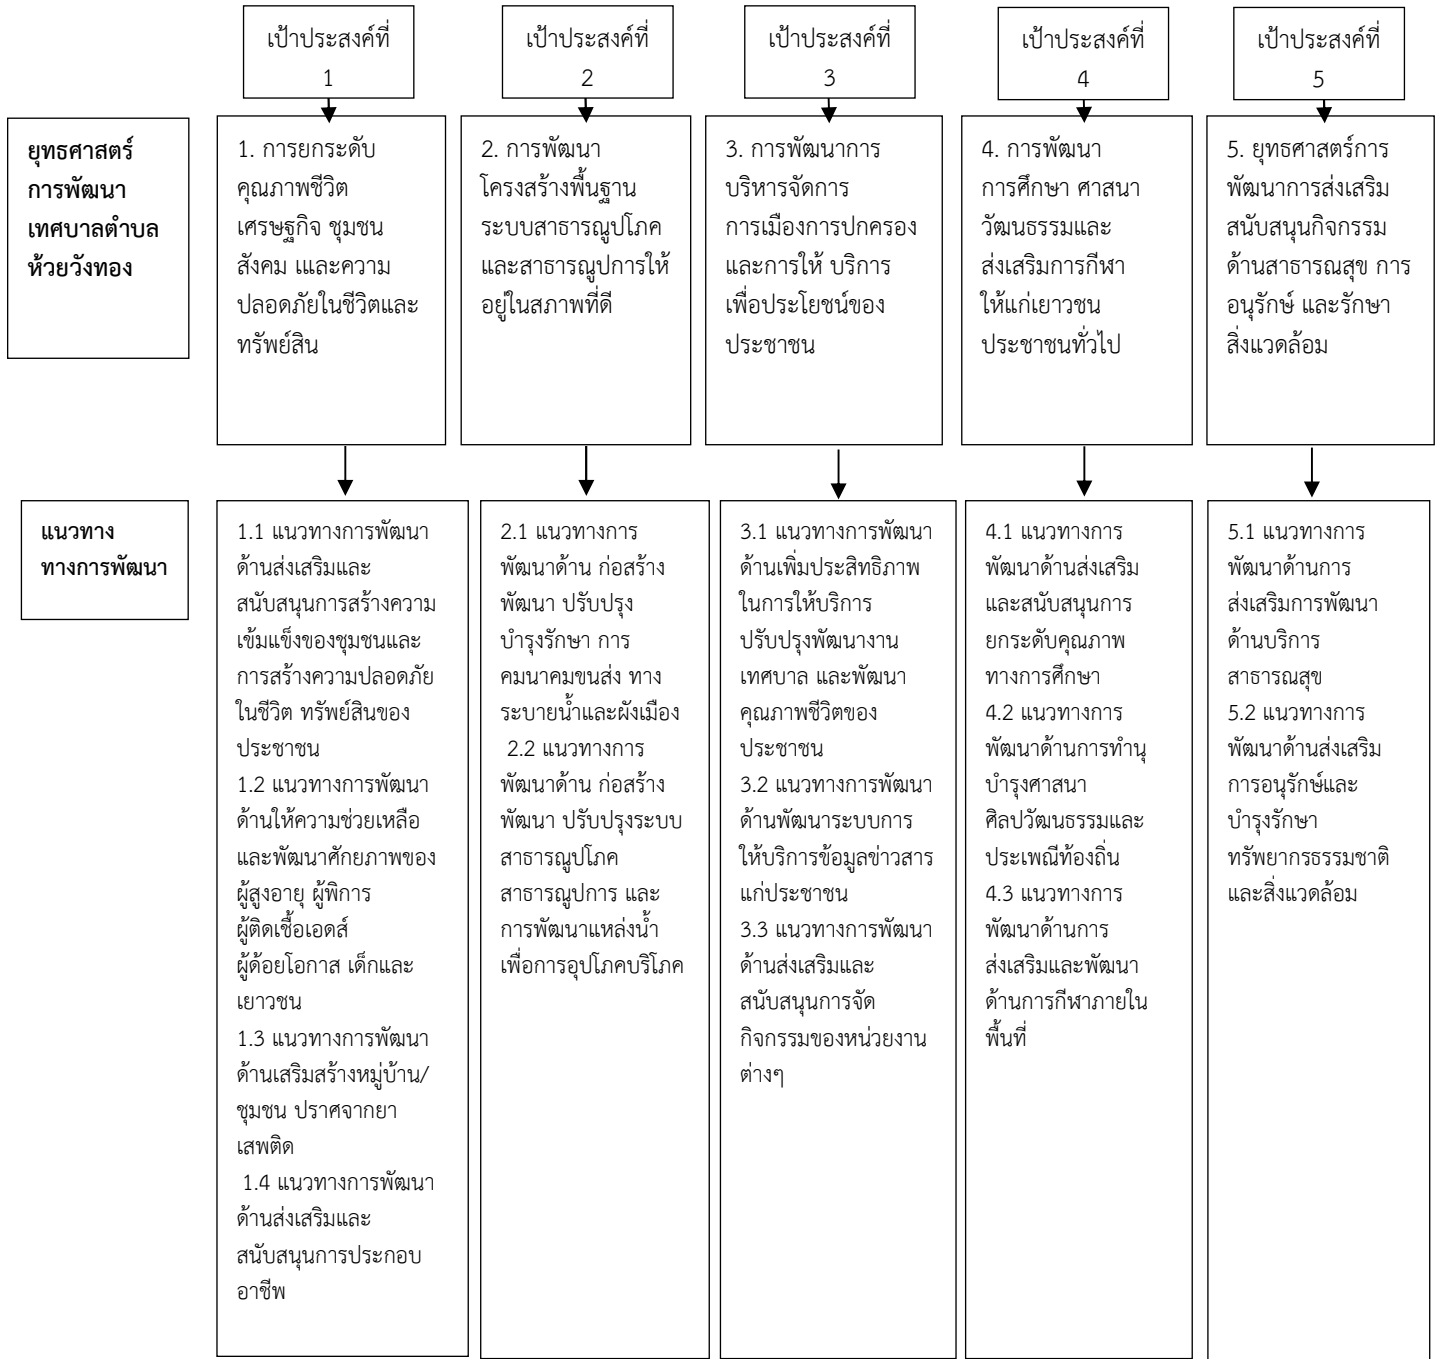 เป้าประสงค์ที่
1
เป้าประสงค์ที่
2
เป้าประสงค์ที่
3
เป้าประสงค์ที่
4
เป้าประสงค์ที่
5
ยุทธศาสตร์
การพัฒนา
เทศบาลตำบล
ห้วยวังทอง
1. การยกระดับ
คุณภาพชีวิต
เศรษฐกิจ ชุมชน
สังคม เและความ
ปลอดภัยในชีวิตและ
ทรัพย์สิน
2. การพัฒนา
โครงสร้างพื้นฐาน
ระบบสาธารณูปโภค
และสาธารณูปการให้
อยู่ในสภาพที่ดี
3. การพัฒนาการ
บริหารจัดการ
การเมืองการปกครอง
และการให้ บริการ
เพื่อประโยชน์ของ
ประชาชน
4. การพัฒนา
การศึกษา ศาสนา
วัฒนธรรมและ
ส่งเสริมการกีฬา
ให้แก่เยาวชน
ประชาชนทั่วไป
5. ยุทธศาสตร์การ
พัฒนาการส่งเสริม
สนับสนุนกิจกรรม
ด้านสาธารณสุข การ
อนุรักษ์ และรักษา
สิ่งแวดล้อม
แนวทาง
ทางการพัฒนา
1.1 แนวทางการพัฒนา
ด้านส่งเสริมและ
สนับสนุนการสร้างความ
เข้มแข็งของชุมชนและ
การสร้างความปลอดภัย
ในชีวิต ทรัพย์สินของ
ประชาชน
1.2 แนวทางการพัฒนา
ด้านให้ความช่วยเหลือ
และพัฒนาศักยภาพของ
ผู้สูงอายุ ผู้พิการ
ผู้ติดเชื้อเอดส์
ผู้ด้อยโอกาส เด็กและ
เยาวชน
1.3 แนวทางการพัฒนา
ด้านเสริมสร้างหมู่บ้าน/
ชุมชน ปราศจากยา
เสพติด
1.4 แนวทางการพัฒนา
ด้านส่งเสริมและ
สนับสนุนการประกอบ
อาชีพ
2.1 แนวทางการ
พัฒนาด้าน ก่อสร้าง
พัฒนา ปรับปรุง
บำรุงรักษา การ
คมนาคมขนส่ง ทาง
ระบายน้ำและผังเมือง
2.2 แนวทางการ
พัฒนาด้าน ก่อสร้าง
พัฒนา ปรับปรุงระบบ
สาธารณูปโภค
สาธารณูปการ และ
การพัฒนาแหล่งน้ำ
เพื่อการอุปโภคบริโภค
3.1 แนวทางการพัฒนา
ด้านเพิ่มประสิทธิภาพ
ในการให้บริการ
ปรับปรุงพัฒนางาน
เทศบาล และพัฒนา
คุณภาพชีวิตของ
ประชาชน
3.2 แนวทางการพัฒนา
ด้านพัฒนาระบบการ
ให้บริการข้อมูลข่าวสาร
แก่ประชาชน
3.3 แนวทางการพัฒนา
ด้านส่งเสริมและ
สนับสนุนการจัด
กิจกรรมของหน่วยงาน
ต่างๆ
4.1 แนวทางการ
พัฒนาด้านส่งเสริม
และสนับสนุนการ
ยกระดับคุณภาพ
ทางการศึกษา
4.2 แนวทางการ
พัฒนาด้านการทำนุ
บำรุงศาสนา
ศิลปวัฒนธรรมและ
ประเพณีท้องถิ่น
4.3 แนวทางการ
พัฒนาด้านการ
ส่งเสริมและพัฒนา
ด้านการกีฬาภายใน
พื้นที่
5.1 แนวทางการ
พัฒนาด้านการ
ส่งเสริมการพัฒนา
ด้านบริการ
สาธารณสุข
5.2 แนวทางการ
พัฒนาด้านส่งเสริม
การอนุรักษ์และ
บำรุงรักษา
ทรัพยากรธรรมชาติ
และสิ่งแวดล้อม